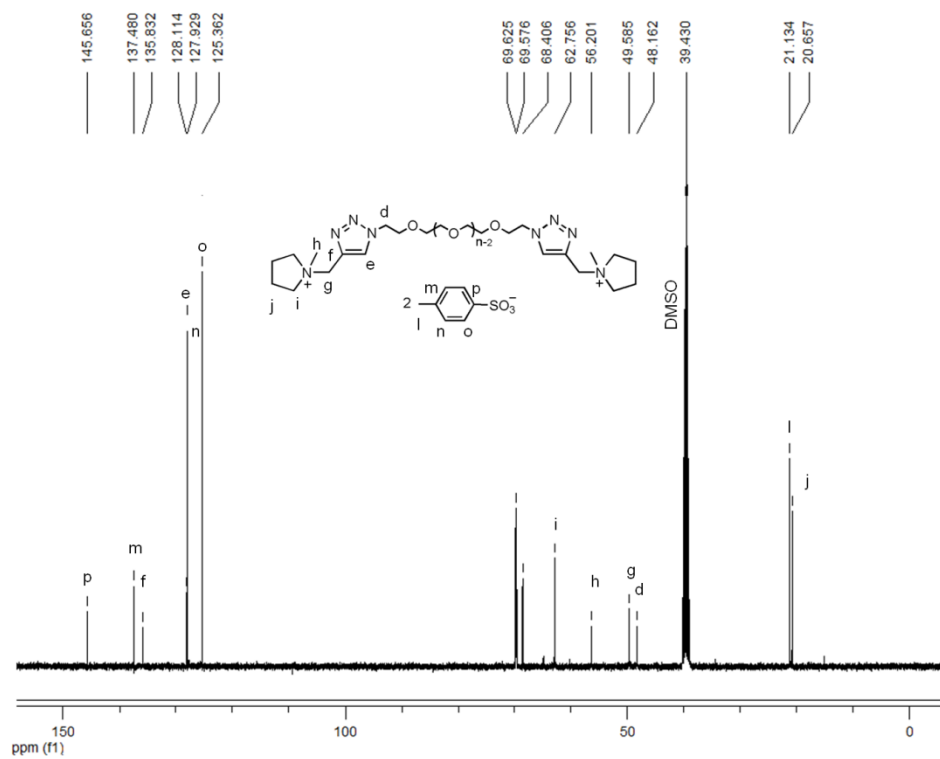 145.656
137.480
135.832
128.114
127.929
125.362
69.625
69.576
68.406
62.756
56.201
49.585
48.162
39.430
21.134
20.657
d
N
N
N
N
O
O
O
n-2
N
N
N
h
f
e
g
N
+
j
i
N
+
m
p
2
SO₃⁻
l
n
o
o
e
n
DMSO
l
j
p
m
f
i
h
g
d
150
100
50
0
ppm (f1)